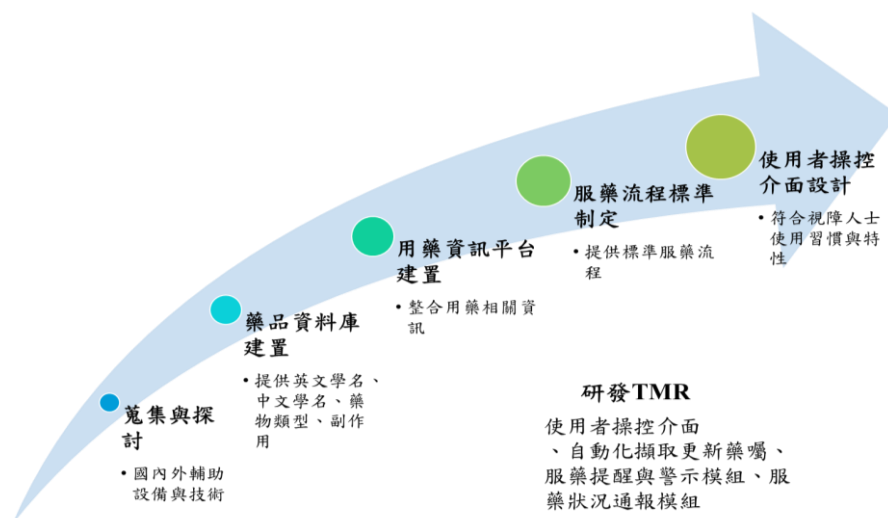 蒐集與探
討
• 國內外輔助
設備與技術
藥品資料庫
建置
• 提供英文學名、
中文學名、藥
物類型、副作
用
用藥資訊平台
建置
• 整合用藥相關資
訊
服藥流程標準
制定
• 提供標準服藥流
程
使用者操控
介面設計
• 符合視障人士
使用習慣與特
性
研發TMR
使用者操控介面
、自動化擷取更新藥囑、
服藥提醒與警示模組、服
藥狀況通報模組